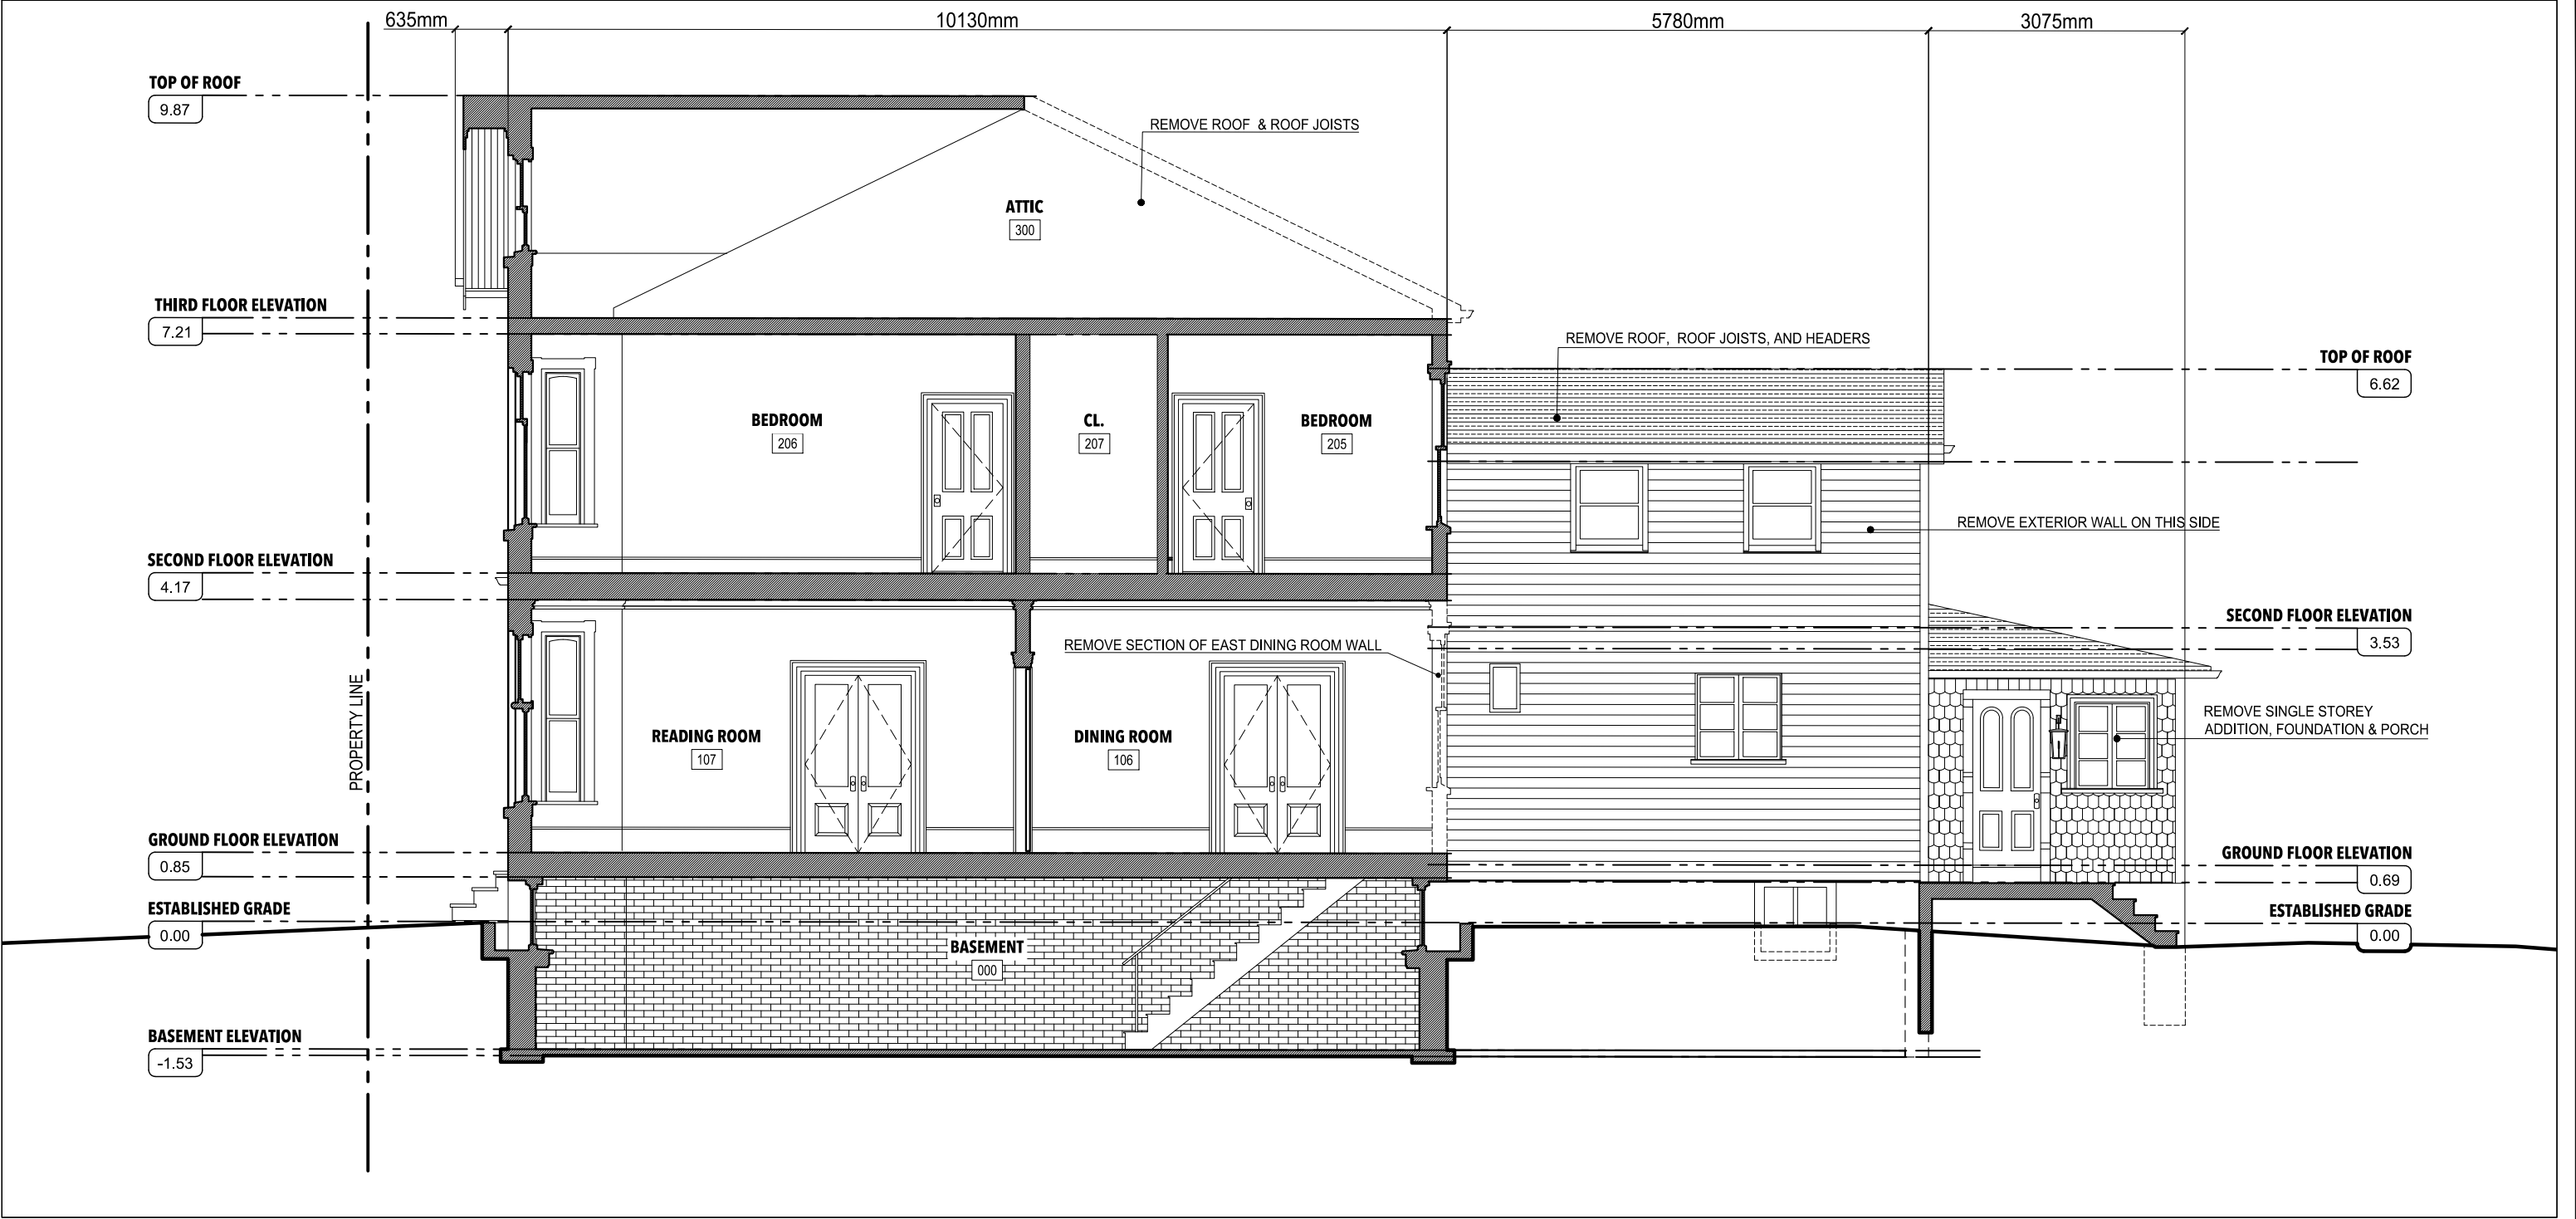 635mm
10130mm
5780mm
3075mm
TOP OF ROOF
9.87
REMOVE ROOF & ROOF JOISTS
ATTIC
300
THIRD FLOOR ELEVATION
7.21
REMOVE ROOF, ROOF JOISTS, AND HEADERS
TOP OF ROOF
6.62
BEDROOM
206
CL.
207
BEDROOM
205
REMOVE EXTERIOR WALL ON THIS SIDE
SECOND FLOOR ELEVATION
4.17
SECOND FLOOR ELEVATION
3.53
REMOVE SECTION OF EAST DINING ROOM WALL
PROPERTY LINE
READING ROOM
107
DINING ROOM
106
REMOVE SINGLE STOREY
ADDITION, FOUNDATION & PORCH
GROUND FLOOR ELEVATION
0.85
GROUND FLOOR ELEVATION
0.69
ESTABLISHED GRADE
0.00
ESTABLISHED GRADE
0.00
BASEMENT
000
BASEMENT ELEVATION
-1.53